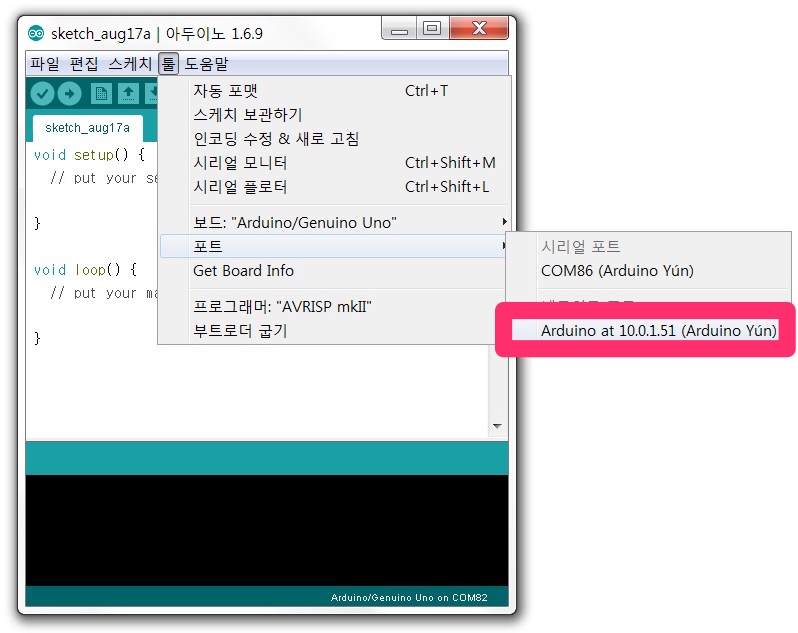 sketch_aug17a | 아두이노 1.6.9
파일 편집 스케치 툴 도움말
sketch_aug17a
void setup() {
// put your se
}
void loop() {
// put your ma
}
자동 포맷 Ctrl+T
스케치 보관하기
인코딩 수정 & 새로 고침
시리얼 모니터 Ctrl+Shift+M
시리얼 플로터 Ctrl+Shift+L
보드: "Arduino/Genuino Uno"
포트
Get Board Info
프로그래머: "AVRISP mkII"
부트로더 굽기
시리얼 포트
COM86 (Arduino Yún)
Arduino at 10.0.1.51 (Arduino Yún)
Arduino/Genuino Uno on COM82